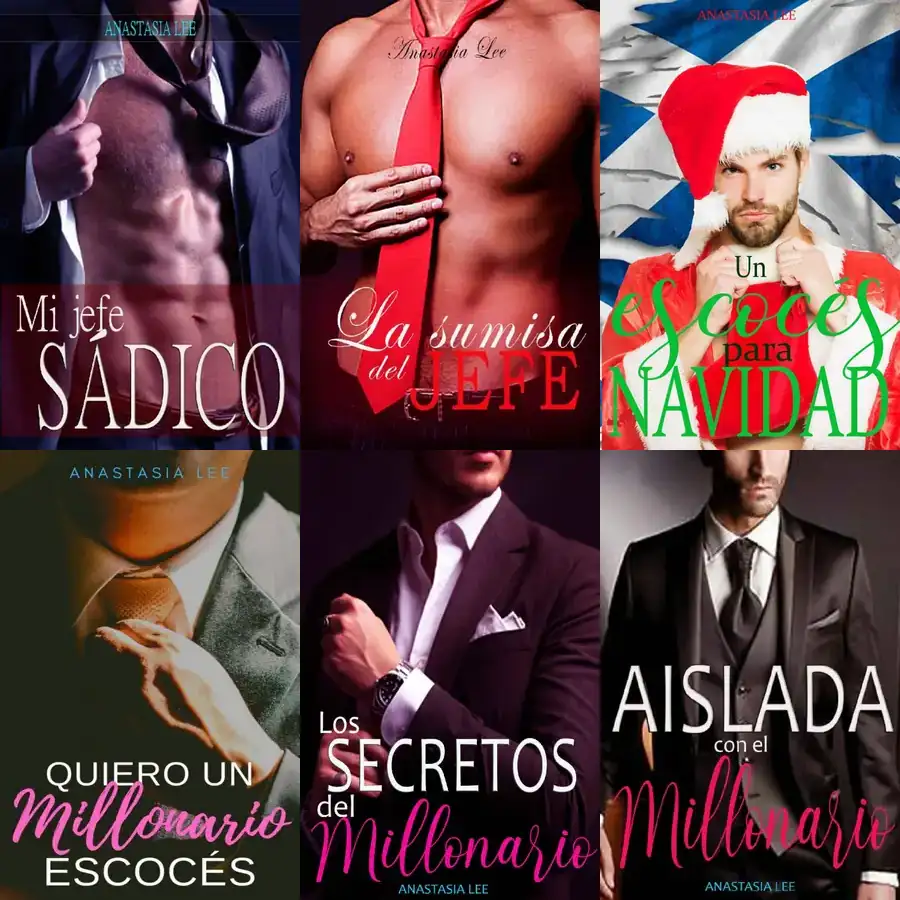 ANASTASIA LEE
Mi jefe
SÁDICO
Anastasia Lee
La sumisa
del JEFE
ANASTASIA LEE
Un
escocés
para
NAVIDAD
ANASTASIA LEE
QUIERO UN
Millonario
ESCOCÉS
Los
SECRETOS
del
Millonario
ANASTASIA LEE
AISLADA
con el
Millonario
ANASTASIA LEE